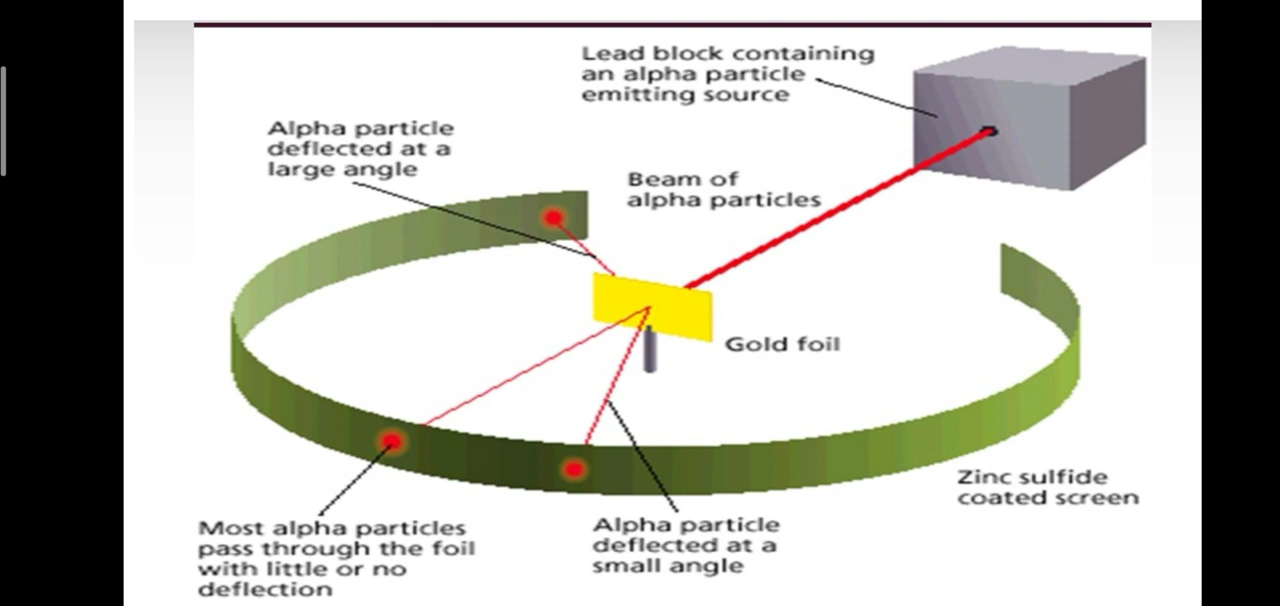 Lead block containing
an alpha particle
emitting source
Alpha particle
deflected at a
large angle
Beam of
alpha particles
Gold foil
Zinc sulfide
coated screen
Most alpha particles
pass through the foil
with little or no
deflection
Alpha particle
deflected at a
small angle